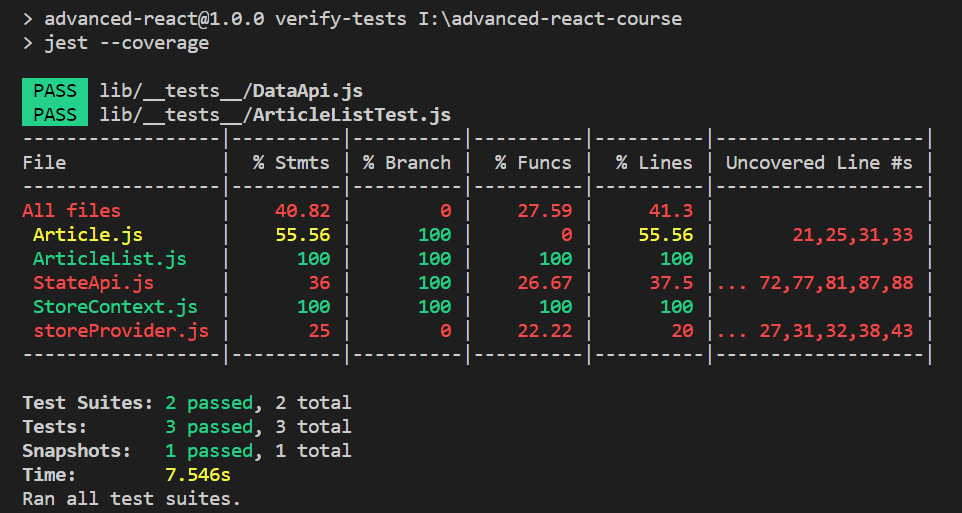 > advanced-react@1.0.0 verify-tests I:\advanced-react-course
> jest --coverage
PASS lib/__tests__/DataApi.js
PASS lib/__tests__/ArticleListTest.js
------------------|----------|----------|----------|----------|-------------------|
File              |  % Stmts | % Branch |  % Funcs |  % Lines | Uncovered Line #s |
------------------|----------|----------|----------|----------|-------------------|
All files         |    40.82 |        0 |    27.59 |     41.3 |                   |
 Article.js       |    55.56 |      100 |        0 |    55.56 |       21,25,31,33 |
 ArticleList.js   |      100 |      100 |      100 |      100 |                   |
 StateApi.js      |       36 |      100 |    26.67 |     37.5 |... 72,77,81,87,88 |
 StoreContext.js  |      100 |      100 |      100 |      100 |                   |
 storeProvider.js |       25 |        0 |    22.22 |       20 |... 27,31,32,38,43 |
------------------|----------|----------|----------|----------|-------------------|
Test Suites: 2 passed, 2 total
Tests:       3 passed, 3 total
Snapshots:   1 passed, 1 total
Time:        7.546s
Ran all test suites.